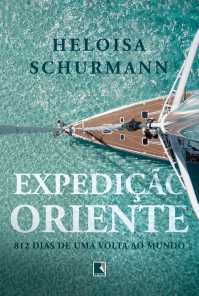 HELOISA
SCHURMANN
EXPEDIÇÃO
ORIENTE
812 DIAS DE UMA VOLTA AO MUNDO